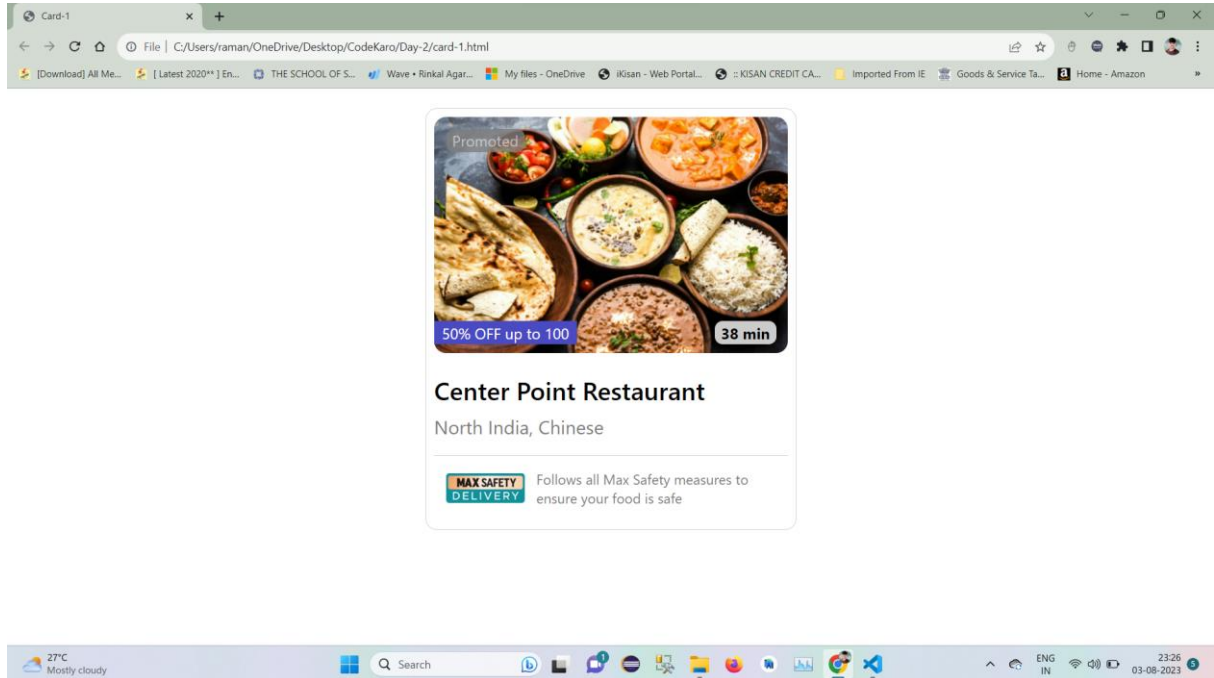 Card-1
File | C:/Users/raman/OneDrive/Desktop/CodeKaro/Day-2/card-1.html
[Download] All Me...
[ Latest 2020** ] En...
THE SCHOOL OF S...
Wave • Rinkal Agar...
My files - OneDrive
iKisan - Web Portal...
:: KISAN CREDIT CA...
Imported From IE
Goods & Service Ta...
Home - Amazon
Promoted
50% OFF up to 100
38 min
Center Point Restaurant
North India, Chinese
MAX SAFETY
DELIVERY
Follows all Max Safety measures to
ensure your food is safe
27°C
Mostly cloudy
Search
ENG
IN
23:26
03-08-2023
5